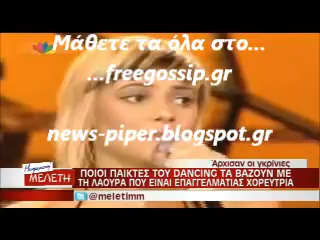 Μάθετε τα όλα στο...
...freegossip.gr
news-piper.blogspot.gr
Άρχισαν οι γκρίνιες
Μεσημεριανή
ΜΕΛΕΤΗ
ΠΟΙΟΙ ΠΑΙΚΤΕΣ ΤΟΥ DANCING ΤΑ ΒΑΖΟΥΝ ΜΕ
ΤΗ ΛΑΟΥΡΑ ΠΟΥ ΕΙΝΑΙ ΕΠΑΓΓΕΛΜΑΤΙΑΣ ΧΟΡΕΥΤΡΙΑ
@meletimm